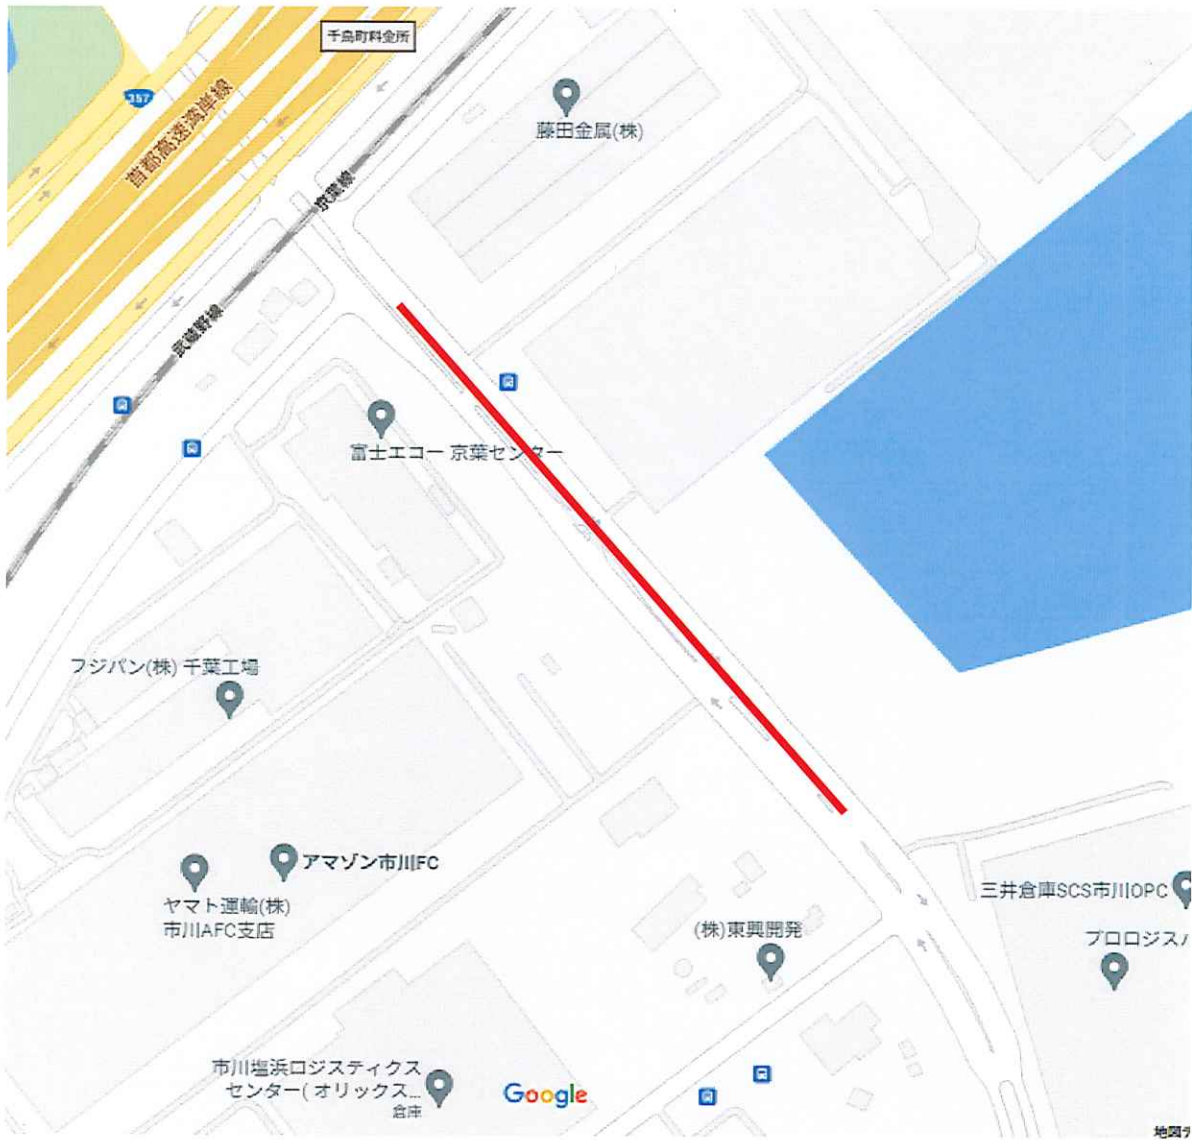 千鳥町料金所
357
首都高速湾岸線
藤田金属(株)
京葉線
武蔵野線
富士エコー 京葉センター
フジパン(株) 千葉工場
アマゾン市川FC
ヤマト運輸(株)
市川AFC支店
三井倉庫SCS市川IOPC
(株)東興開発
プロロジスパ
市川塩浜ロジスティクス
センター( オリックス...
倉庫
Google
地図デ